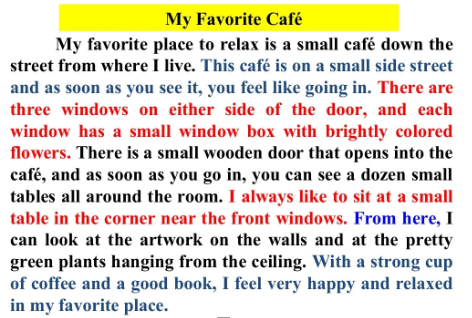 My Favorite Café
My favorite place to relax is a small café down the
street from where I live. This café is on a small side street
and as soon as you see it, you feel like going in. There are
three windows on either side of the door, and each
window has a small window box with brightly colored
flowers. There is a small wooden door that opens into the
café, and as soon as you go in, you can see a dozen small
tables all around the room. I always like to sit at a small
table in the corner near the front windows. From here, I
can look at the artwork on the walls and at the pretty
green plants hanging from the ceiling. With a strong cup
of coffee and a good book, I feel very happy and relaxed
in my favorite place.